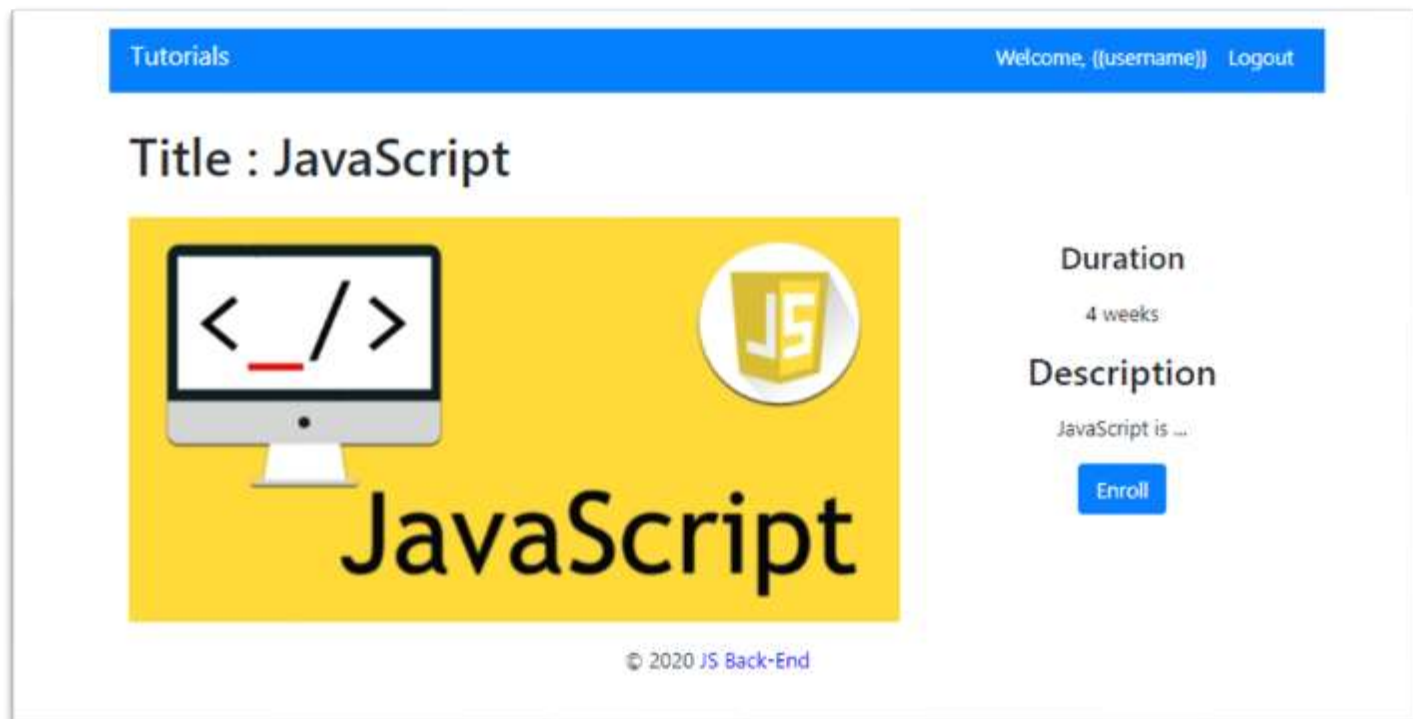 Tutorials
Welcome, {{username}} Logout
Title : JavaScript
<_/>
JS
JavaScript
Duration
4 weeks
Description
JavaScript is ...
Enroll
© 2020 JS Back-End